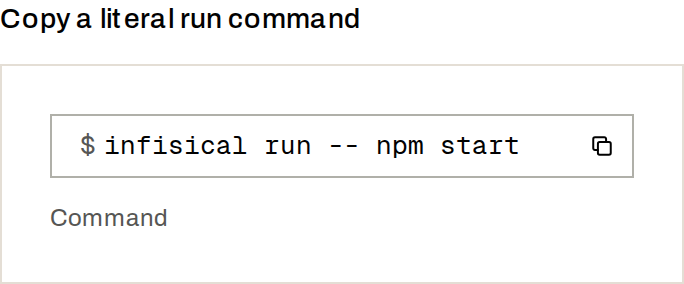 Copy a literal run command
$ infisical run -- npm start
Command